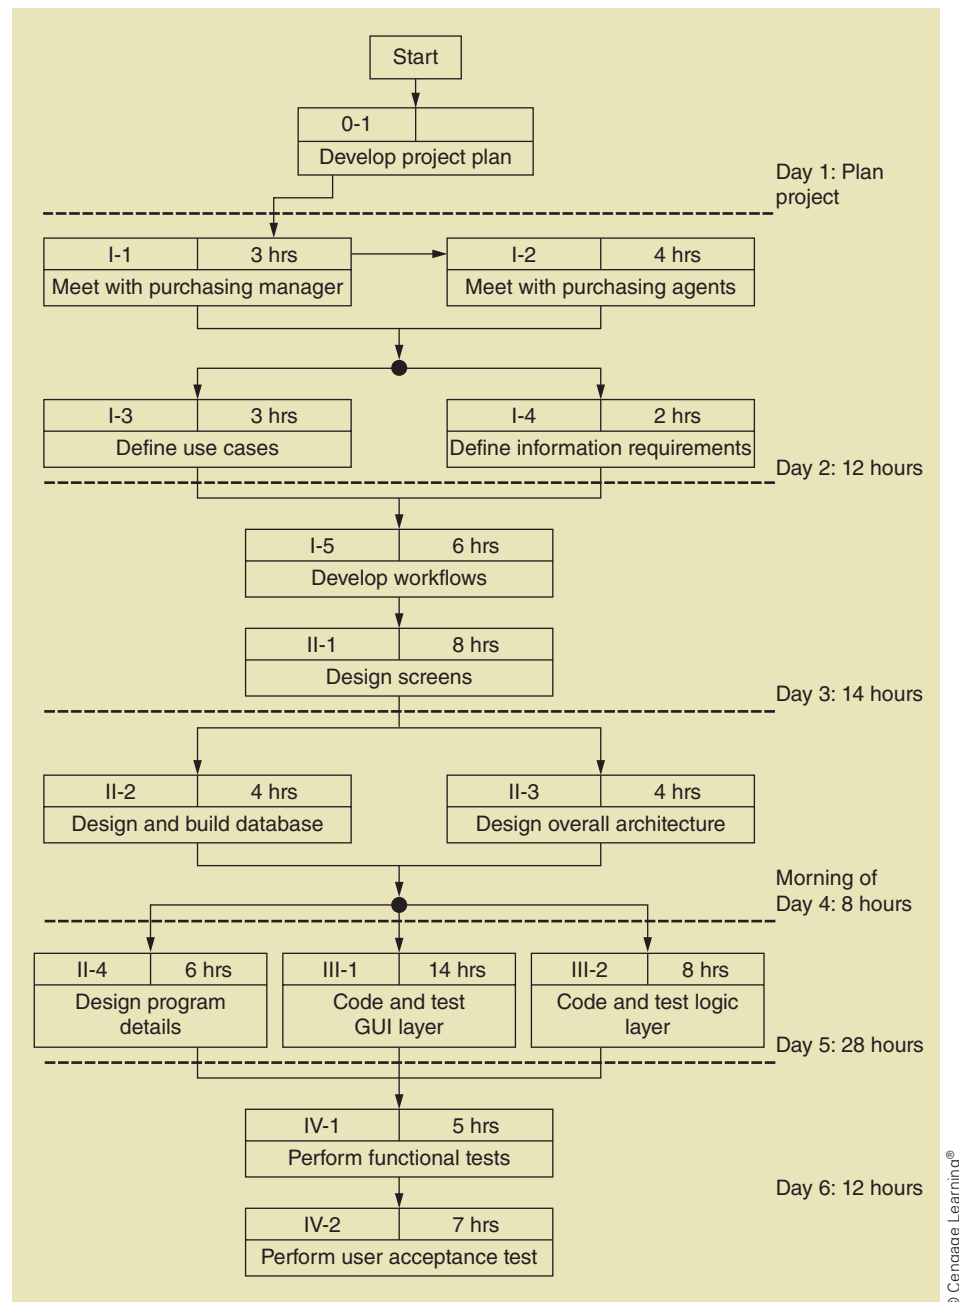 Start
0-1
Develop project plan
Day 1: Plan
project
I-1 3 hrs
Meet with purchasing manager
I-2 4 hrs
Meet with purchasing agents
I-3 3 hrs
Define use cases
I-4 2 hrs
Define information requirements
Day 2: 12 hours
I-5 6 hrs
Develop workflows
II-1 8 hrs
Design screens
Day 3: 14 hours
II-2 4 hrs
Design and build database
II-3 4 hrs
Design overall architecture
Morning of
Day 4: 8 hours
II-4 6 hrs
Design program
details
III-1 14 hrs
Code and test
GUI layer
III-2 8 hrs
Code and test logic
layer
Day 5: 28 hours
IV-1 5 hrs
Perform functional tests
Day 6: 12 hours
IV-2 7 hrs
Perform user acceptance test
© Cengage Learning®